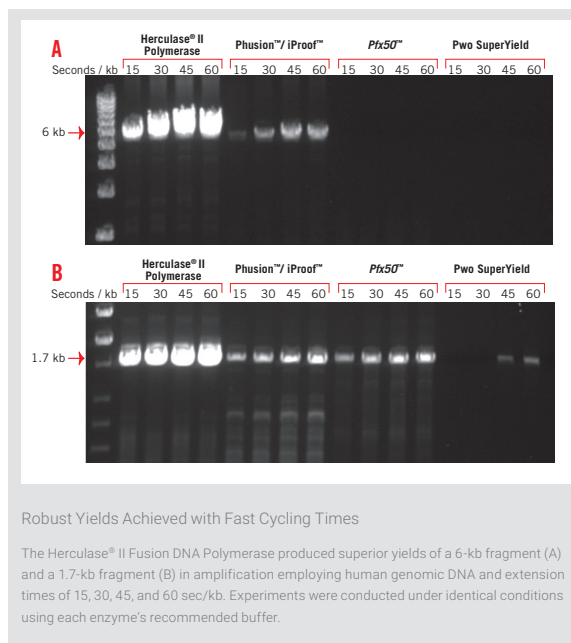 A
Herculase® II
Polymerase
Phusion™/ iProof™
Pfx50™
Pwo SuperYield
Seconds / kb 15 30 45 60 15 30 45 60 15 30 45 60 15 30 45 60
6 kb
B
Herculase® II
Polymerase
Phusion™/ iProof™
Pfx50™
Pwo SuperYield
Seconds / kb 15 30 45 60 15 30 45 60 15 30 45 60 15 30 45 60
1.7 kb
Robust Yields Achieved with Fast Cycling Times
The Herculase® II Fusion DNA Polymerase produced superior yields of a 6-kb fragment (A)
and a 1.7-kb fragment (B) in amplification employing human genomic DNA and extension
times of 15, 30, 45, and 60 sec/kb. Experiments were conducted under identical conditions
using each enzyme's recommended buffer.